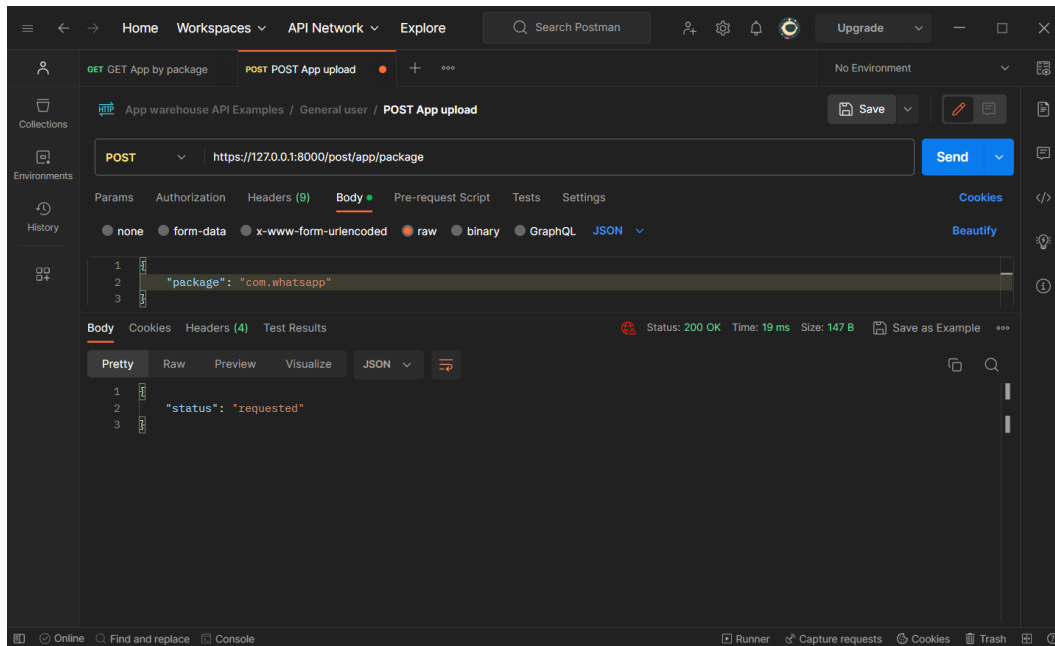 Home Workspaces API Network Explore Search Postman Upgrade
GET GET App by package POST POST App upload No Environment
HTTP App warehouse API Examples / General user / POST App upload Save
Collections
POST https://127.0.0.1:8000/post/app/package Send
Environments
Params Authorization Headers (9) Body Pre-request Script Tests Settings Cookies
History
none form-data x-www-form-urlencoded raw binary GraphQL JSON Beautify
1 {
2 "package": "com.whatsapp"
3 }
Body Cookies Headers (4) Test Results Status: 200 OK Time: 19 ms Size: 147 B Save as Example
Pretty Raw Preview Visualize JSON
1 {
2 "status": "requested"
3 }
Online Find and replace Console Runner Capture requests Cookies Trash